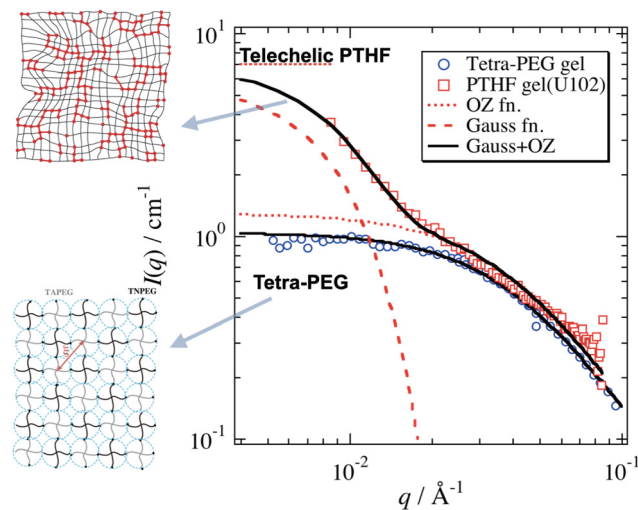 10¹
Telechelic PTHF
Tetra-PEG gel
PTHF gel(U102)
OZ fn.
Gauss fn.
Gauss+OZ
I(q) / cm⁻¹
10⁰
Tetra-PEG
TAPEG
TNPEG
10⁻¹
10⁻²
10⁻¹
q / Å⁻¹